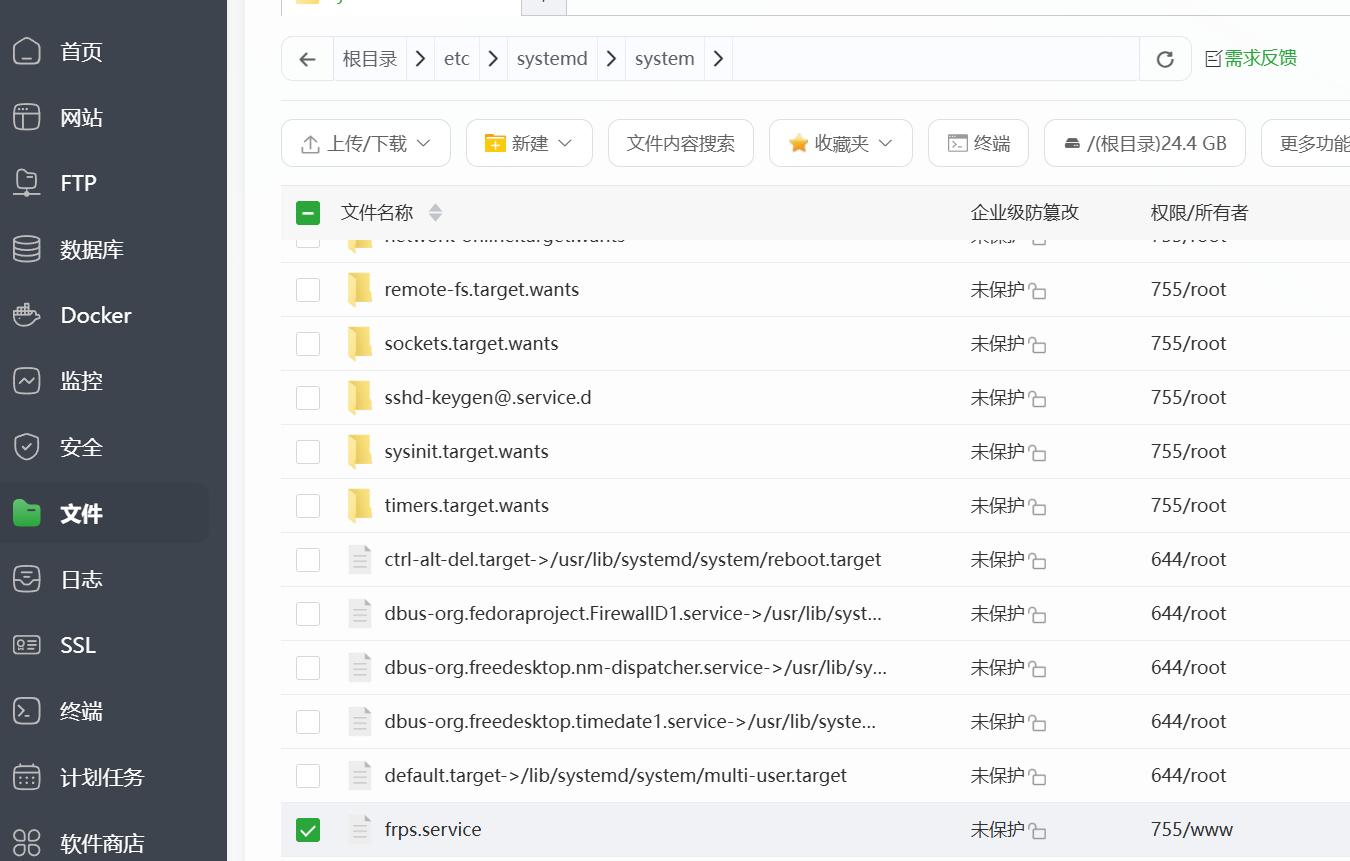 首页
网站
FTP
数据库
Docker
监控
安全
文件
日志
SSL
终端
计划任务
软件商店
根目录 etc systemd system 需求反馈
上传/下载 新建 文件内容搜索 收藏夹 终端 /(根目录)24.4 GB 更多功能
文件名称 企业级防篡改 权限/所有者
network-online.target.wants 未保护 755/root
remote-fs.target.wants 未保护 755/root
sockets.target.wants 未保护 755/root
sshd-keygen@.service.d 未保护 755/root
sysinit.target.wants 未保护 755/root
timers.target.wants 未保护 755/root
ctrl-alt-del.target->/usr/lib/systemd/system/reboot.target 未保护 644/root
dbus-org.fedoraproject.FirewallD1.service->/usr/lib/syst... 未保护 644/root
dbus-org.freedesktop.nm-dispatcher.service->/usr/lib/sy... 未保护 644/root
dbus-org.freedesktop.timedate1.service->/usr/lib/syste... 未保护 644/root
default.target->/lib/systemd/system/multi-user.target 未保护 644/root
frps.service 未保护 755/www